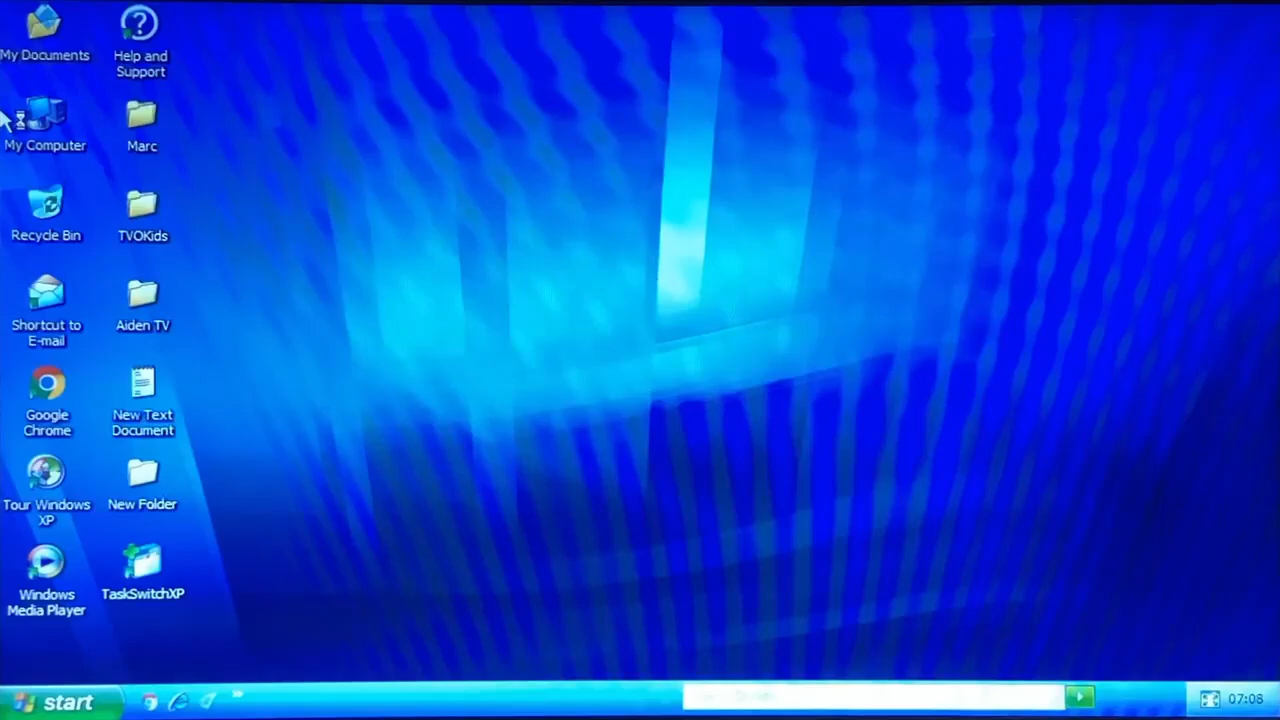 My Documents
Help and
Support
My Computer
Marc
Recycle Bin
TVOKids
Shortcut to
E-mail
Aiden TV
Google
Chrome
New Text
Document
Tour Windows
XP
New Folder
Windows
Media Player
TaskSwitchXP
start
07:08